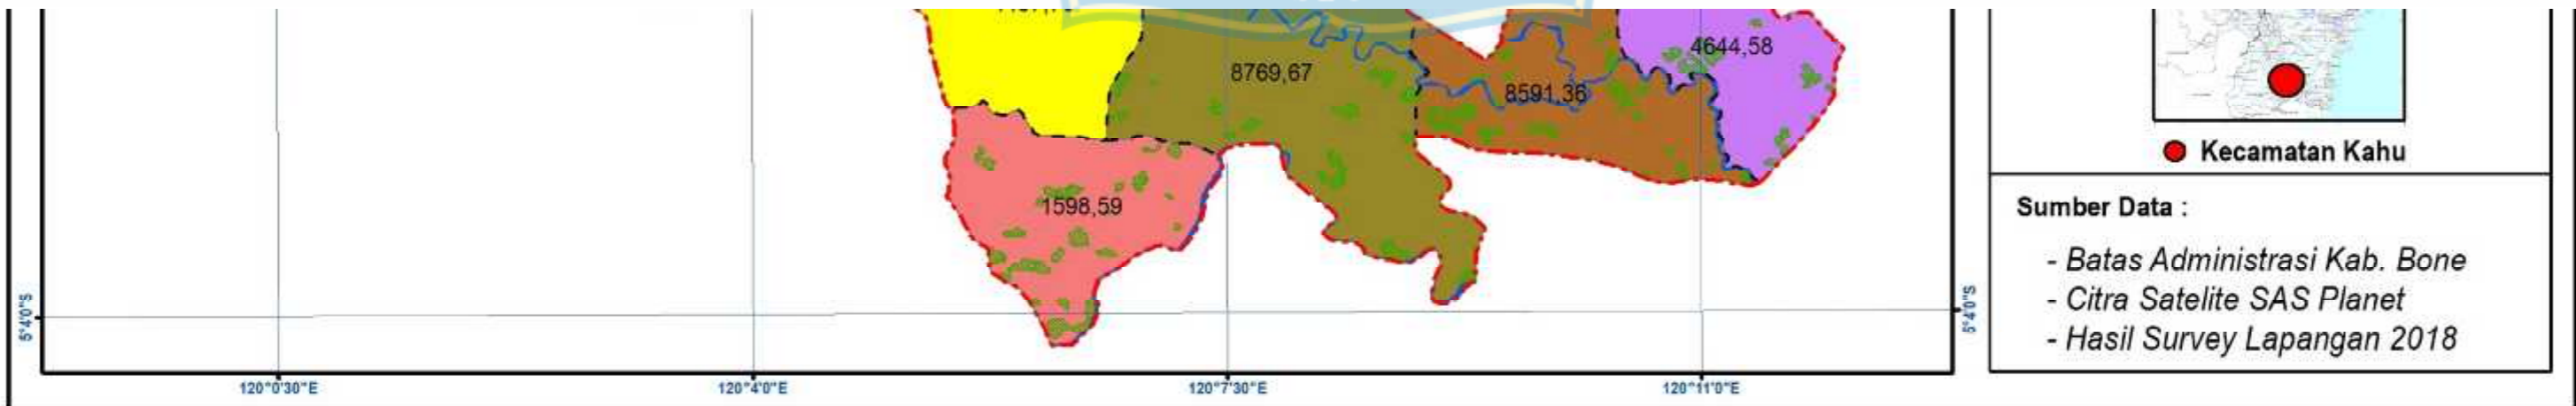 4644,58
8769,67
8591,36
Kecamatan Kahu
1598,59
Sumber Data :
- Batas Administrasi Kab. Bone
- Citra Satelite SAS Planet
- Hasil Survey Lapangan 2018
5°4'0"S
5°4'0"S
120°0'30"E
120°4'0"E
120°7'30"E
120°11'0"E